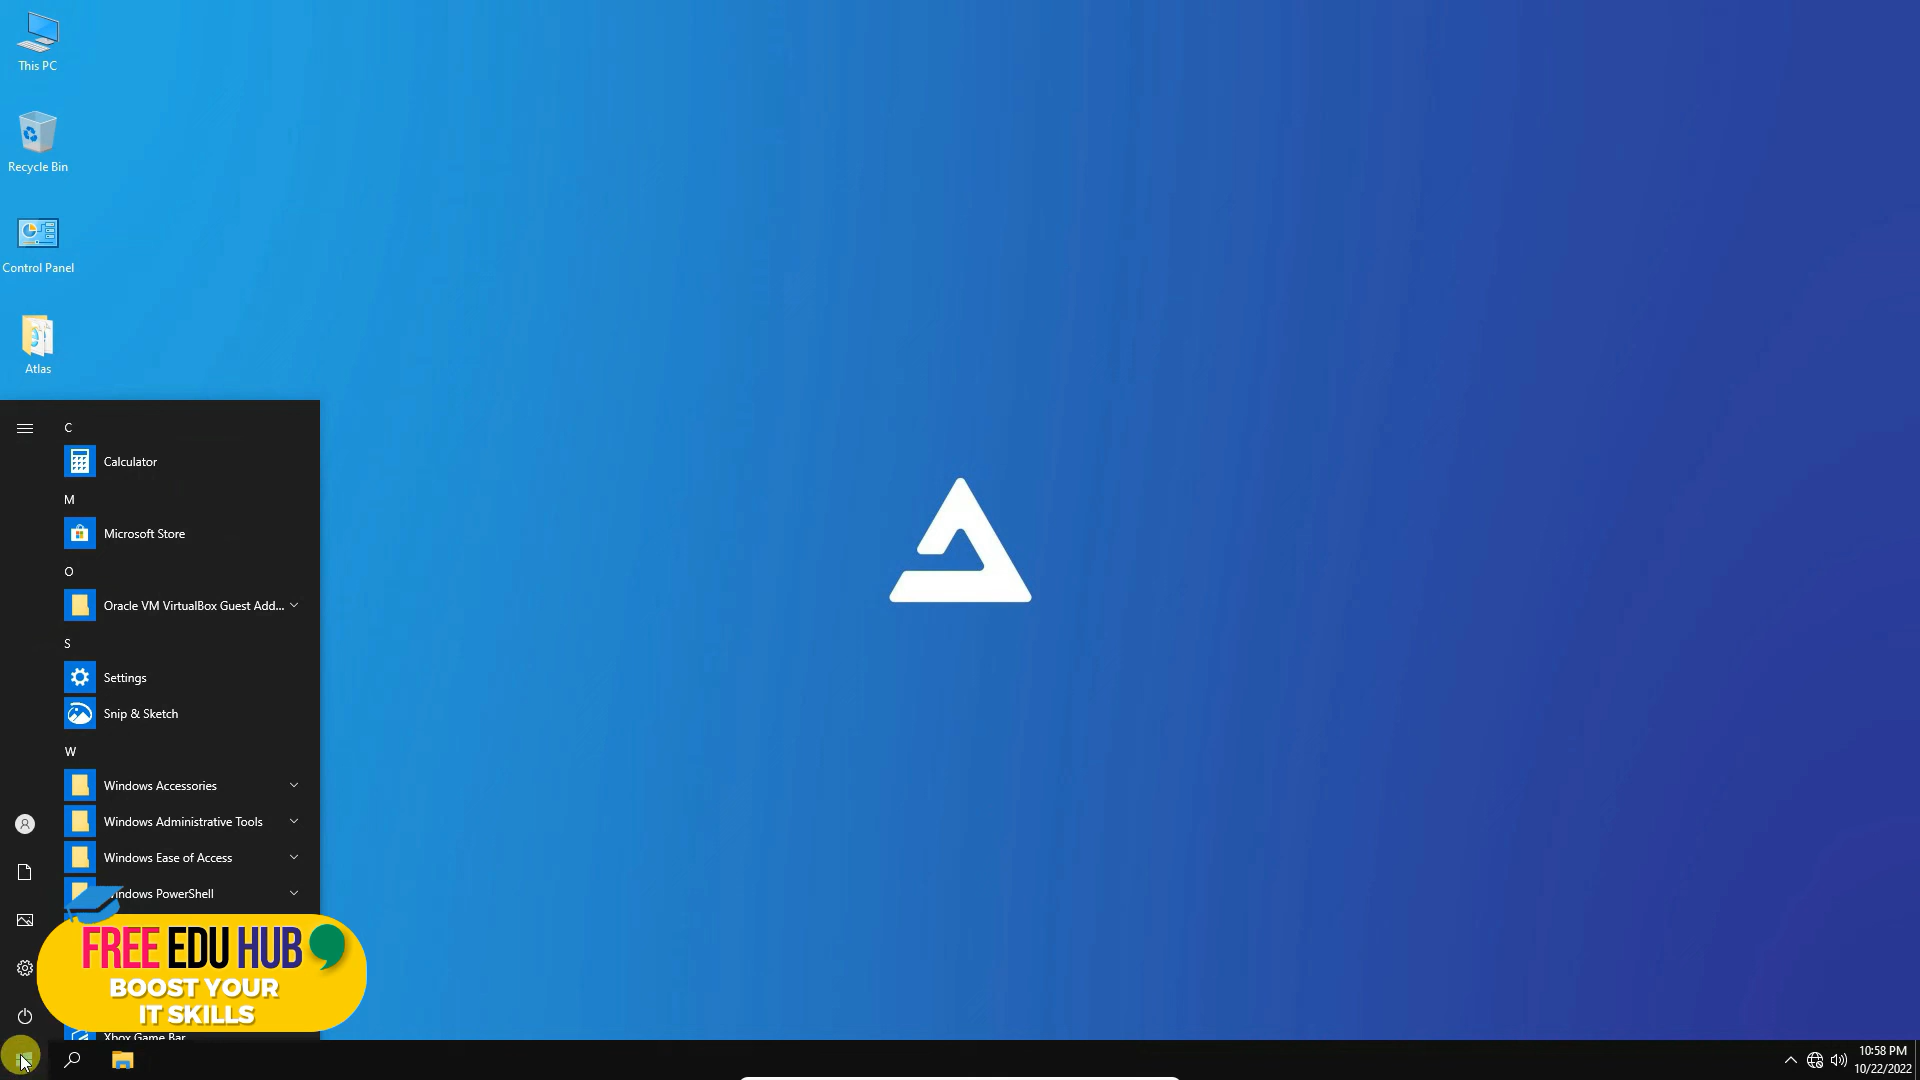 This PC
Recycle Bin
Control Panel
Atlas
C
Calculator
M
Microsoft Store
O
Oracle VM VirtualBox Guest Add...
S
Settings
Snip & Sketch
W
Windows Accessories
Windows Administrative Tools
Windows Ease of Access
indows PowerShell
FREE EDU HUB
BOOST YOUR
IT SKILLS
Xbox Game Bar
10:58 PM
10/22/2022